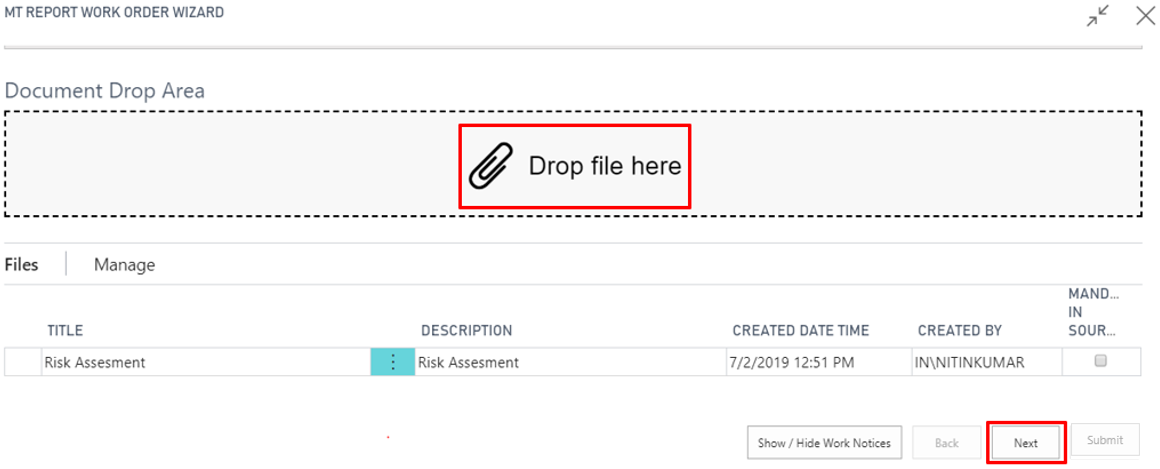 MT REPORT WORK ORDER WIZARD
Document Drop Area
Drop file here
Files Manage
TITLE DESCRIPTION CREATED DATE TIME CREATED BY MAND... IN SOUR...
Risk Assesment Risk Assesment 7/2/2019 12:51 PM IN\NITINKUMAR
Show / Hide Work Notices Back Next Submit